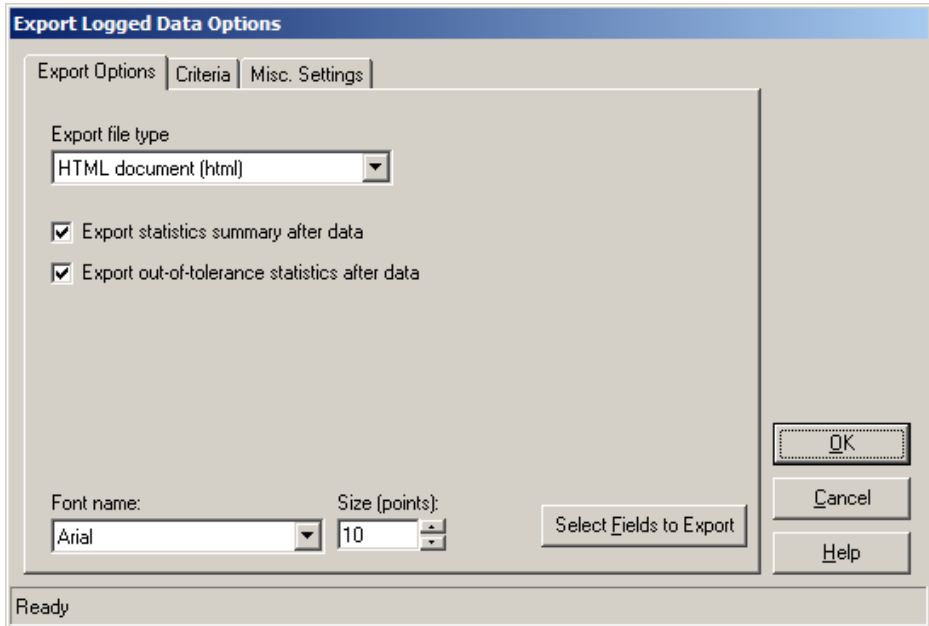 Export Logged Data Options
Export Options Criteria Misc. Settings
Export file type
HTML document (html)
Export statistics summary after data
Export out-of-tolerance statistics after data
Font name: Size (points):
Arial 10 Select Fields to Export
OK
Cancel
Help
Ready